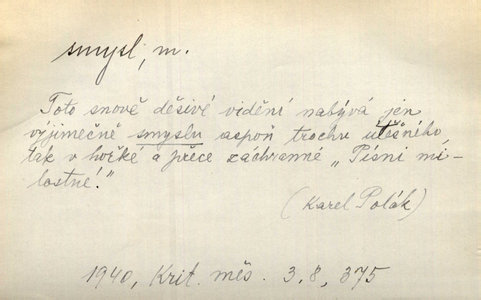 smysl, m.
Toto snově děsivé vidění nabývá jen
výjimečně smyslu aspoň trochu útěšného,
tak v hořké a přece záchranné „Písni mi-
lostné."
(Karel Polák)
1940, Krit. měs. 3, 8, 375